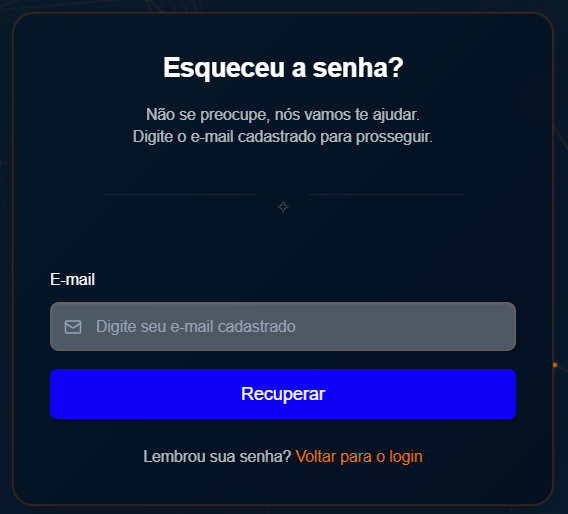 Esqueceu a senha?
Não se preocupe, nós vamos te ajudar.
Digite o e-mail cadastrado para prosseguir.
E-mail
Digite seu e-mail cadastrado
Recuperar
Lembrou sua senha? Voltar para o login